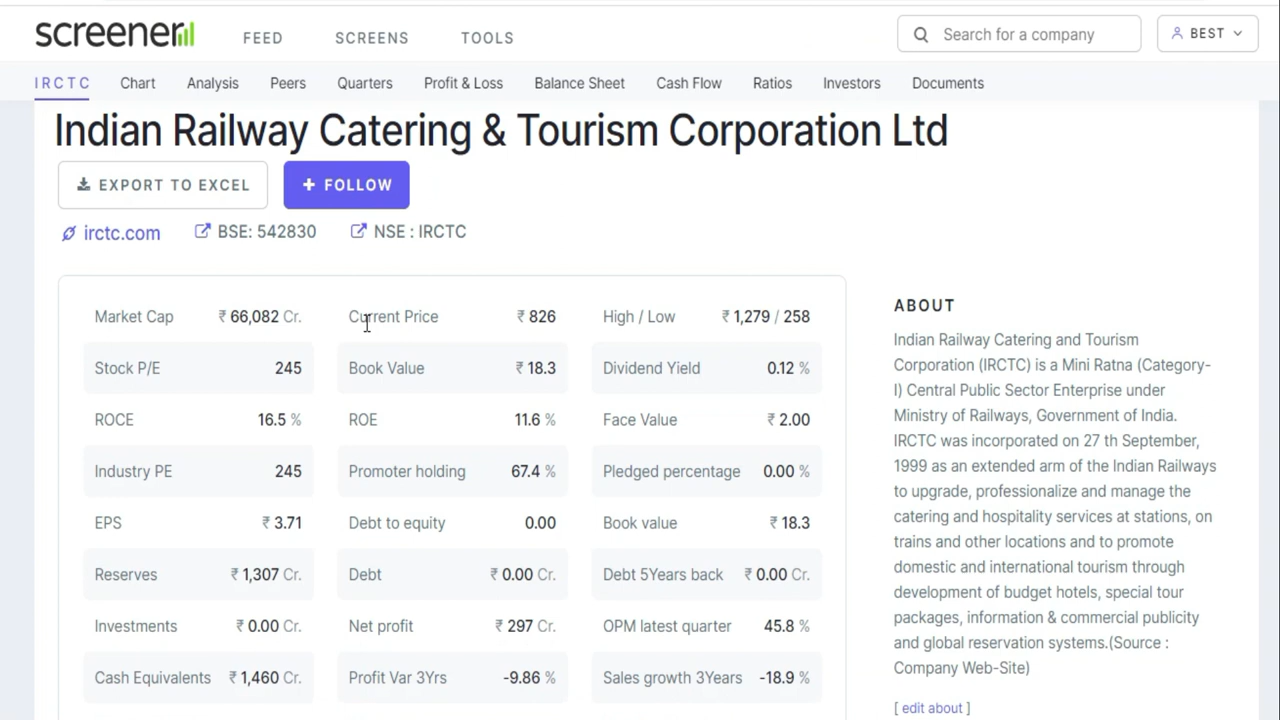 screener
FEED SCREENS TOOLS
Search for a company
BEST
IRCTC Chart Analysis Peers Quarters Profit & Loss Balance Sheet Cash Flow Ratios Investors Documents
Indian Railway Catering & Tourism Corporation Ltd
EXPORT TO EXCEL
+ FOLLOW
irctc.com BSE: 542830 NSE : IRCTC
Market Cap ₹ 66,082 Cr. Current Price ₹ 826 High / Low ₹ 1,279 / 258
Stock P/E 245 Book Value ₹ 18.3 Dividend Yield 0.12 %
ROCE 16.5 % ROE 11.6 % Face Value ₹ 2.00
Industry PE 245 Promoter holding 67.4 % Pledged percentage 0.00 %
EPS ₹ 3.71 Debt to equity 0.00 Book value ₹ 18.3
Reserves ₹ 1,307 Cr. Debt ₹ 0.00 Cr. Debt 5Years back ₹ 0.00 Cr.
Investments ₹ 0.00 Cr. Net profit ₹ 297 Cr. OPM latest quarter 45.8 %
Cash Equivalents ₹ 1,460 Cr. Profit Var 3Yrs -9.86 % Sales growth 3Years -18.9 %
ABOUT
Indian Railway Catering and Tourism
Corporation (IRCTC) is a Mini Ratna (Category-
I) Central Public Sector Enterprise under
Ministry of Railways, Government of India.
IRCTC was incorporated on 27 th September,
1999 as an extended arm of the Indian Railways
to upgrade, professionalize and manage the
catering and hospitality services at stations, on
trains and other locations and to promote
domestic and international tourism through
development of budget hotels, special tour
packages, information & commercial publicity
and global reservation systems.(Source :
Company Web-Site)
[ edit about ]